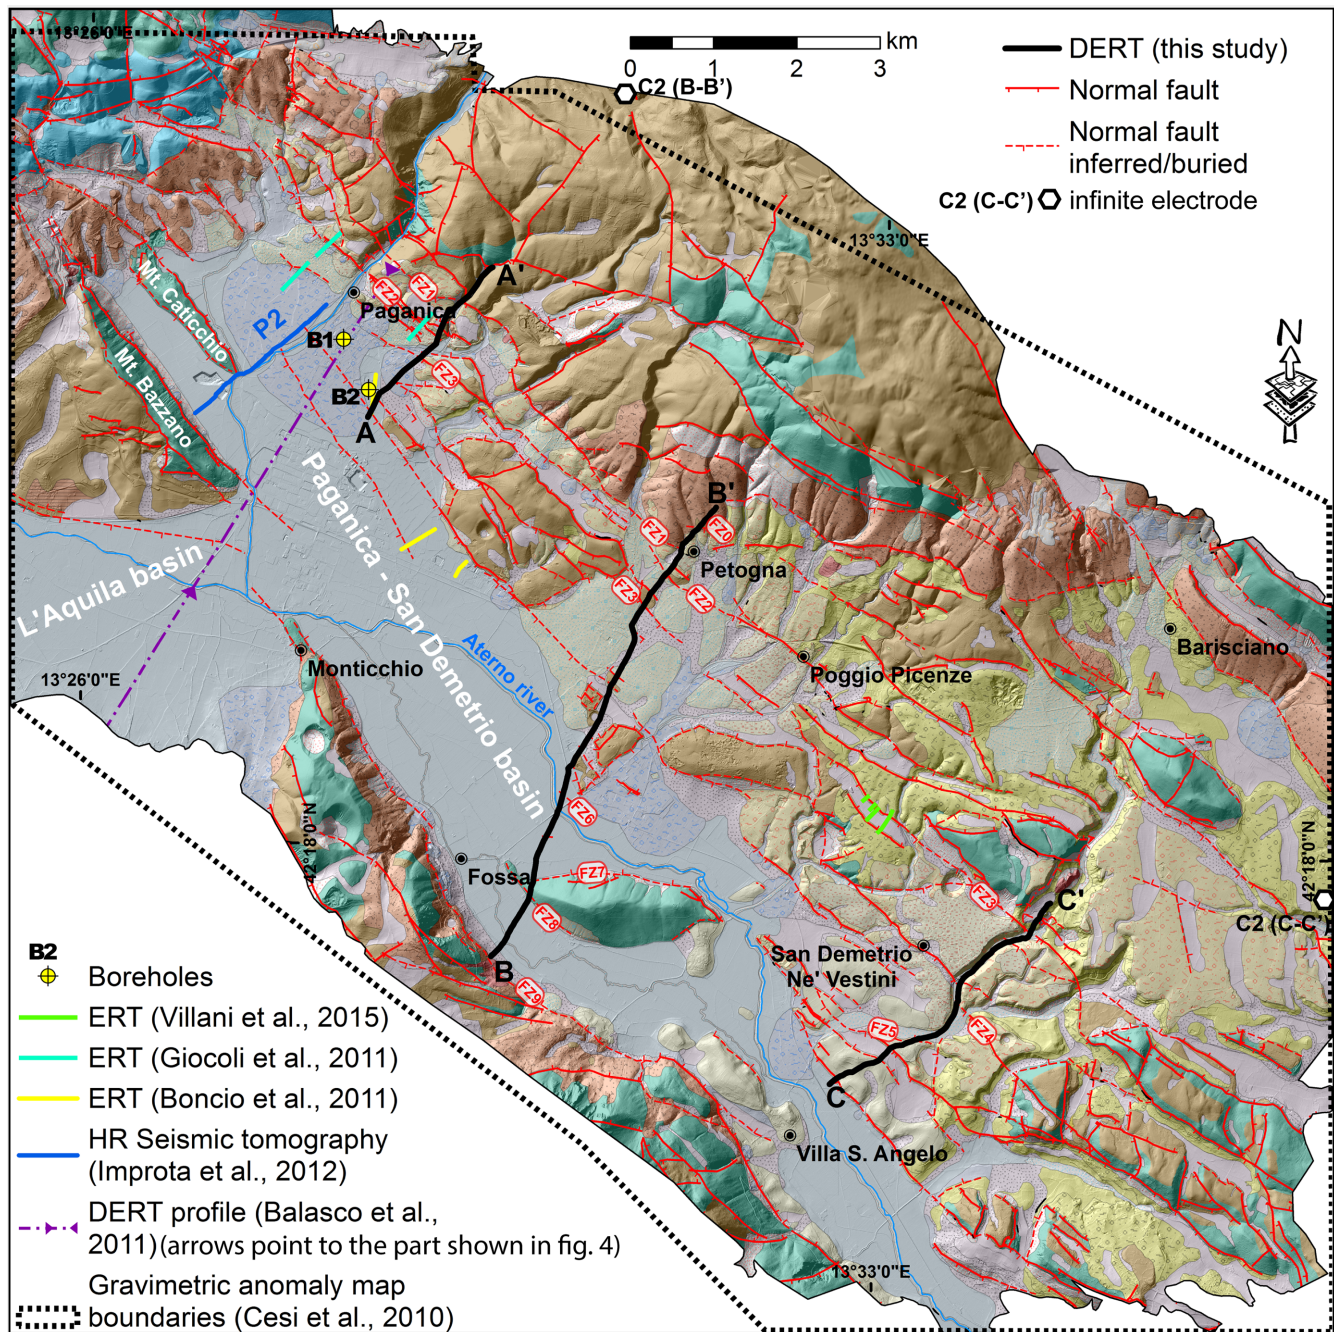 13°26'0"E
km
0
1
2
3
C2 (B-B')
DERT (this study)
Normal fault
Normal fault
inferred/buried
C2 (C-C') infinite electrode
13°33'0"E
N
Mt. Caticchio
Mt. Bazzano
P2
B1
B2
Paganica
FZ2
FZ1
A'
FZ3
A
Paganica - San Demetrio basin
L'Aquila basin
B'
FZ1
FZ0
Petogna
FZ3
FZ2
Barisciano
Poggio Picenze
Monticchio
13°26'0"E
Aterno river
42°18'0"N
FZ6
Fossa
FZ7
FZ8
B
FZ9
42°18'0"N
C2 (C-C')
FZ3
C'
San Demetrio
Ne' Vestini
FZ5
FZ4
C
Villa S. Angelo
13°33'0"E
B2
Boreholes
ERT (Villani et al., 2015)
ERT (Giocoli et al., 2011)
ERT (Boncio et al., 2011)
HR Seismic tomography
(Improta et al., 2012)
DERT profile (Balasco et al.,
2011)(arrows point to the part shown in fig. 4)
Gravimetric anomaly map
boundaries (Cesi et al., 2010)